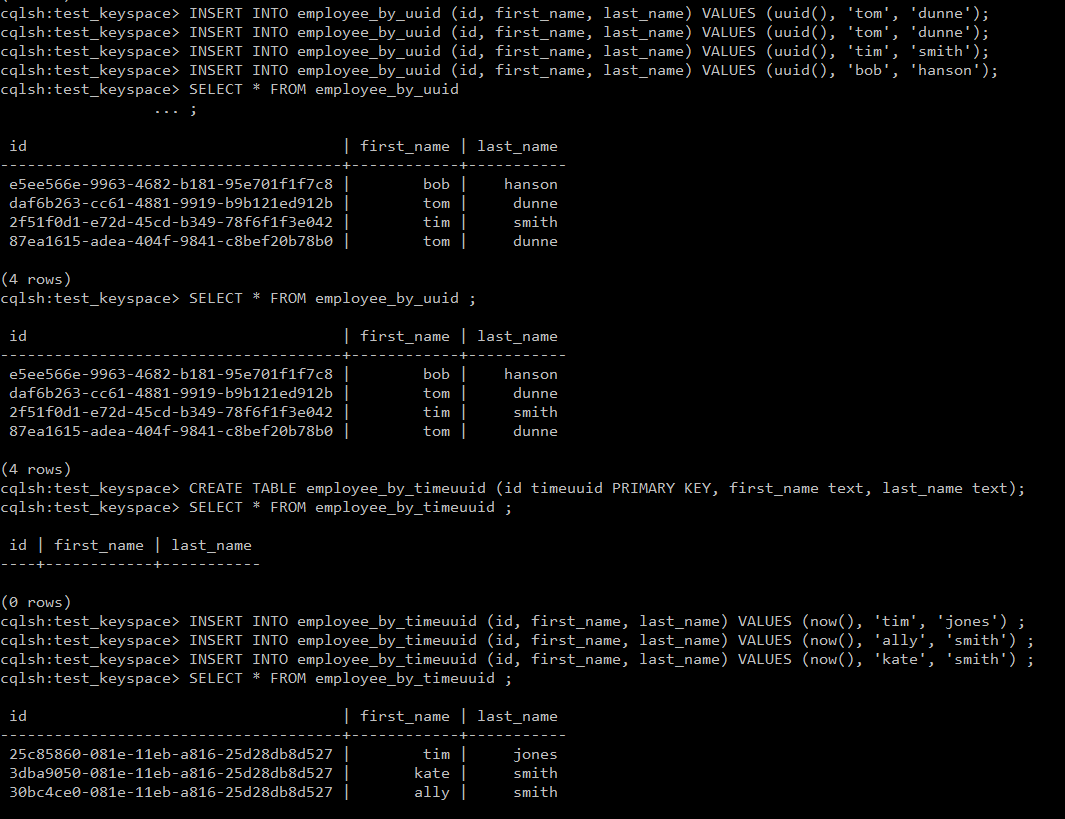 cqlsh:test_keyspace> INSERT INTO employee_by_uuid (id, first_name, last_name) VALUES (uuid(), 'tom', 'dunne');
cqlsh:test_keyspace> INSERT INTO employee_by_uuid (id, first_name, last_name) VALUES (uuid(), 'tom', 'dunne');
cqlsh:test_keyspace> INSERT INTO employee_by_uuid (id, first_name, last_name) VALUES (uuid(), 'tim', 'smith');
cqlsh:test_keyspace> INSERT INTO employee_by_uuid (id, first_name, last_name) VALUES (uuid(), 'bob', 'hanson');
cqlsh:test_keyspace> SELECT * FROM employee_by_uuid
                 ... ;

 id                                   | first_name | last_name
--------------------------------------+------------+-----------
 e5ee566e-9963-4682-b181-95e701f1f7c8 |        bob |    hanson
 daf6b263-cc61-4881-9919-b9b121ed912b |        tom |     dunne
 2f51f0d1-e72d-45cd-b349-78f6f1f3e042 |        tim |     smith
 87ea1615-adea-404f-9841-c8bef20b78b0 |        tom |     dunne

(4 rows)
cqlsh:test_keyspace> SELECT * FROM employee_by_uuid ;

 id                                   | first_name | last_name
--------------------------------------+------------+-----------
 e5ee566e-9963-4682-b181-95e701f1f7c8 |        bob |    hanson
 daf6b263-cc61-4881-9919-b9b121ed912b |        tom |     dunne
 2f51f0d1-e72d-45cd-b349-78f6f1f3e042 |        tim |     smith
 87ea1615-adea-404f-9841-c8bef20b78b0 |        tom |     dunne

(4 rows)
cqlsh:test_keyspace> CREATE TABLE employee_by_timeuuid (id timeuuid PRIMARY KEY, first_name text, last_name text);
cqlsh:test_keyspace> SELECT * FROM employee_by_timeuuid ;

 id | first_name | last_name
----+------------+-----------

(0 rows)
cqlsh:test_keyspace> INSERT INTO employee_by_timeuuid (id, first_name, last_name) VALUES (now(), 'tim', 'jones') ;
cqlsh:test_keyspace> INSERT INTO employee_by_timeuuid (id, first_name, last_name) VALUES (now(), 'ally', 'smith') ;
cqlsh:test_keyspace> INSERT INTO employee_by_timeuuid (id, first_name, last_name) VALUES (now(), 'kate', 'smith') ;
cqlsh:test_keyspace> SELECT * FROM employee_by_timeuuid ;

 id                                   | first_name | last_name
--------------------------------------+------------+-----------
 25c85860-081e-11eb-a816-25d28db8d527 |        tim |     jones
 3dba9050-081e-11eb-a816-25d28db8d527 |       kate |     smith
 30bc4ce0-081e-11eb-a816-25d28db8d527 |       ally |     smith